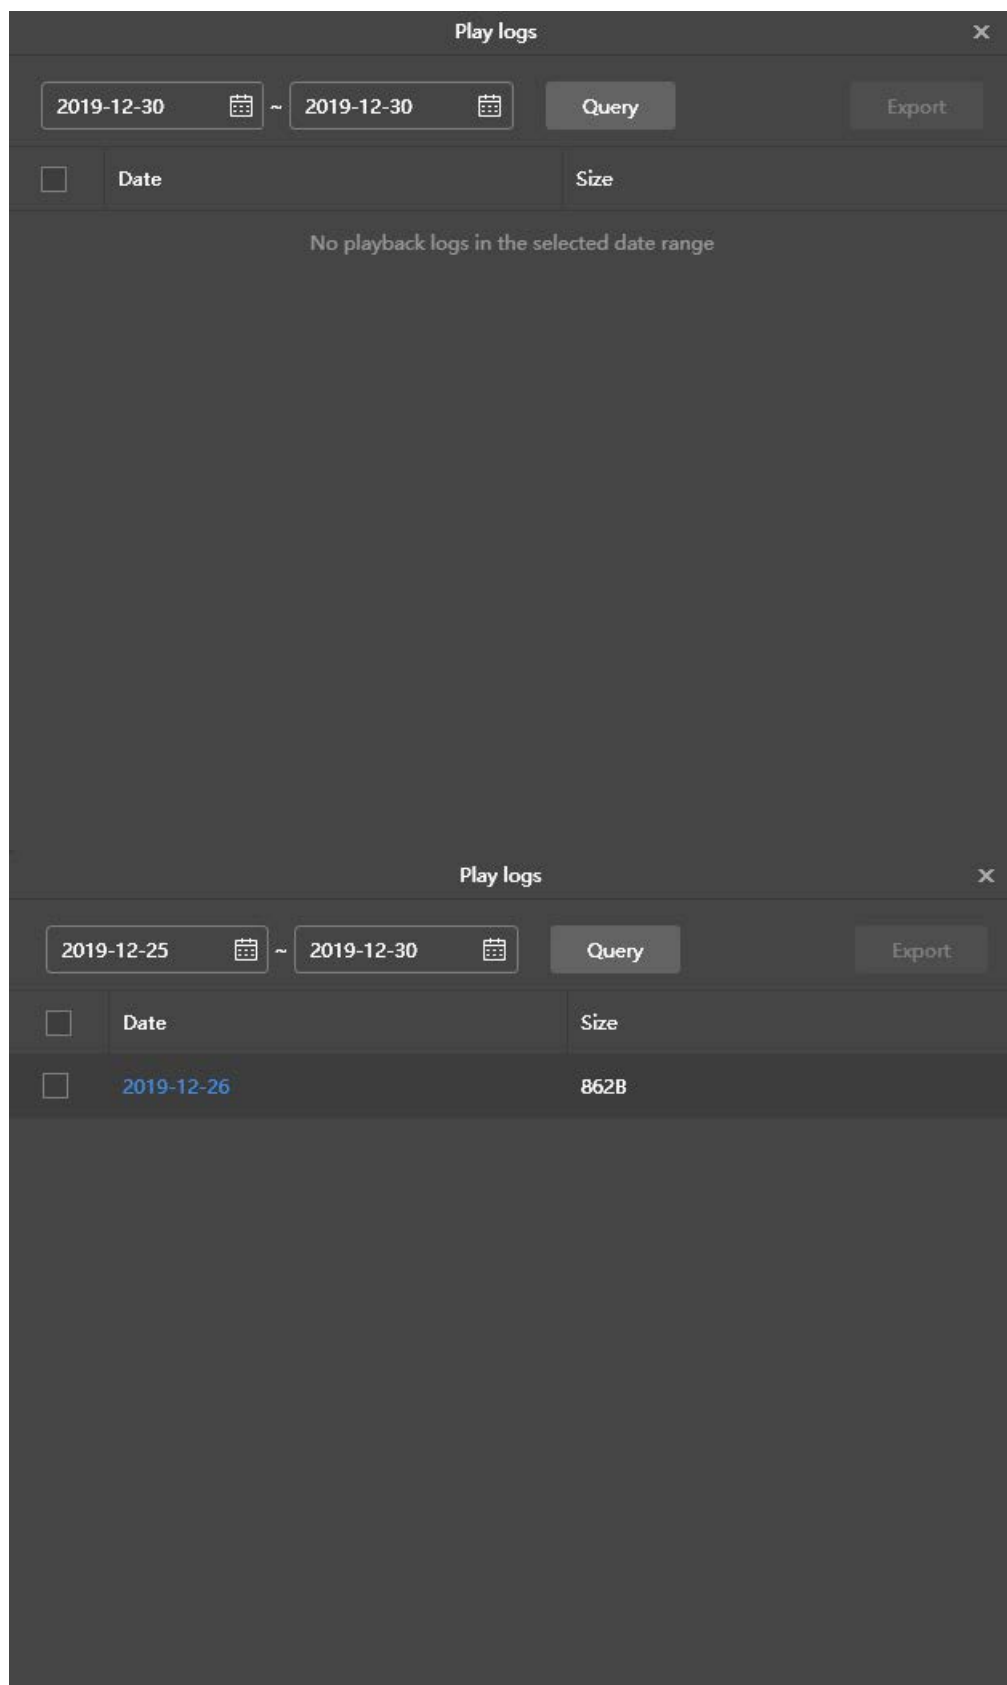 Play logs
2019-12-30 ~ 2019-12-30 Query Export
Date Size
No playback logs in the selected date range
Play logs
2019-12-25 ~ 2019-12-30 Query Export
Date Size
2019-12-26 862B